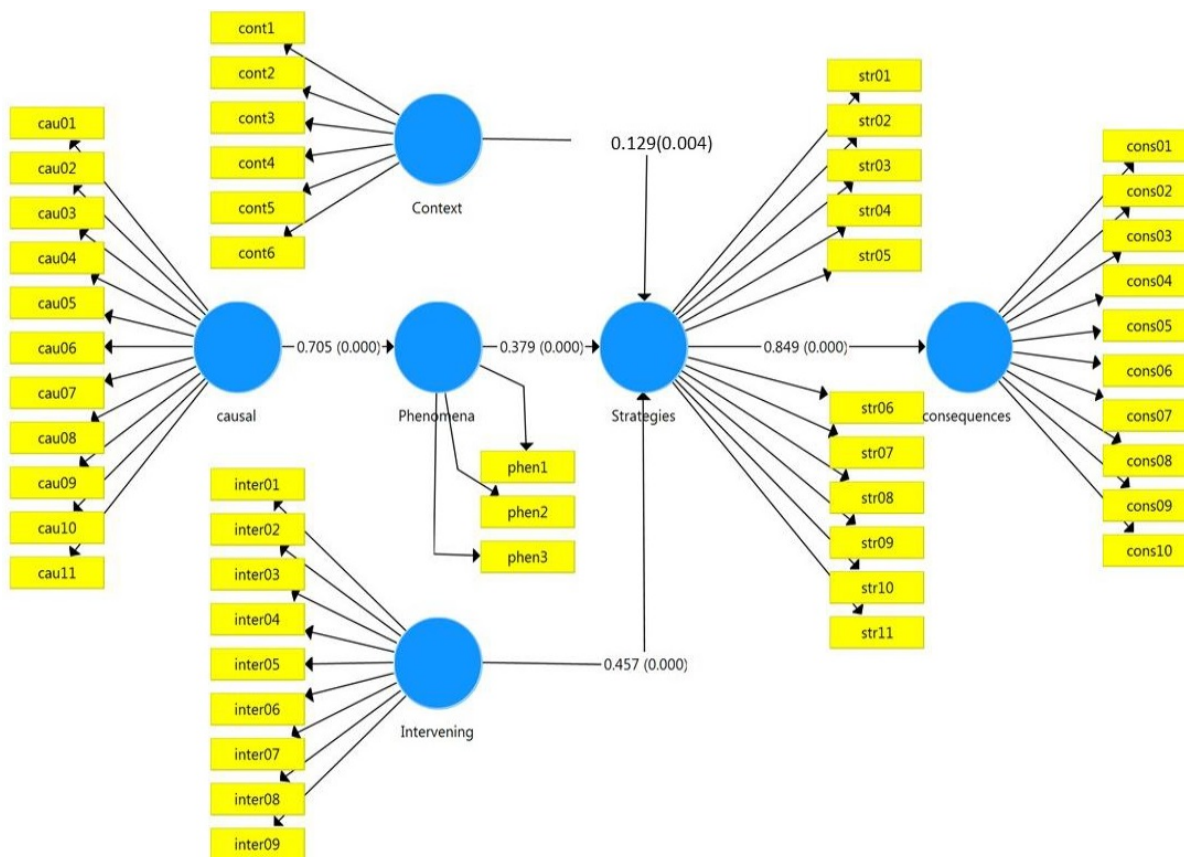 cont1
cont2
cont3
cont4
cont5
cont6
Context
0.129(0.004)
cau01
cau02
cau03
cau04
cau05
cau06
cau07
cau08
cau09
cau10
cau11
causal
0.705 (0.000)
Phenomena
0.379 (0.000)
phen1
phen2
phen3
inter01
inter02
inter03
inter04
inter05
inter06
inter07
inter08
inter09
Intervening
0.457 (0.000)
str01
str02
str03
str04
str05
Strategies
0.849 (0.000)
str06
str07
str08
str09
str10
str11
consequences
cons01
cons02
cons03
cons04
cons05
cons06
cons07
cons08
cons09
cons10